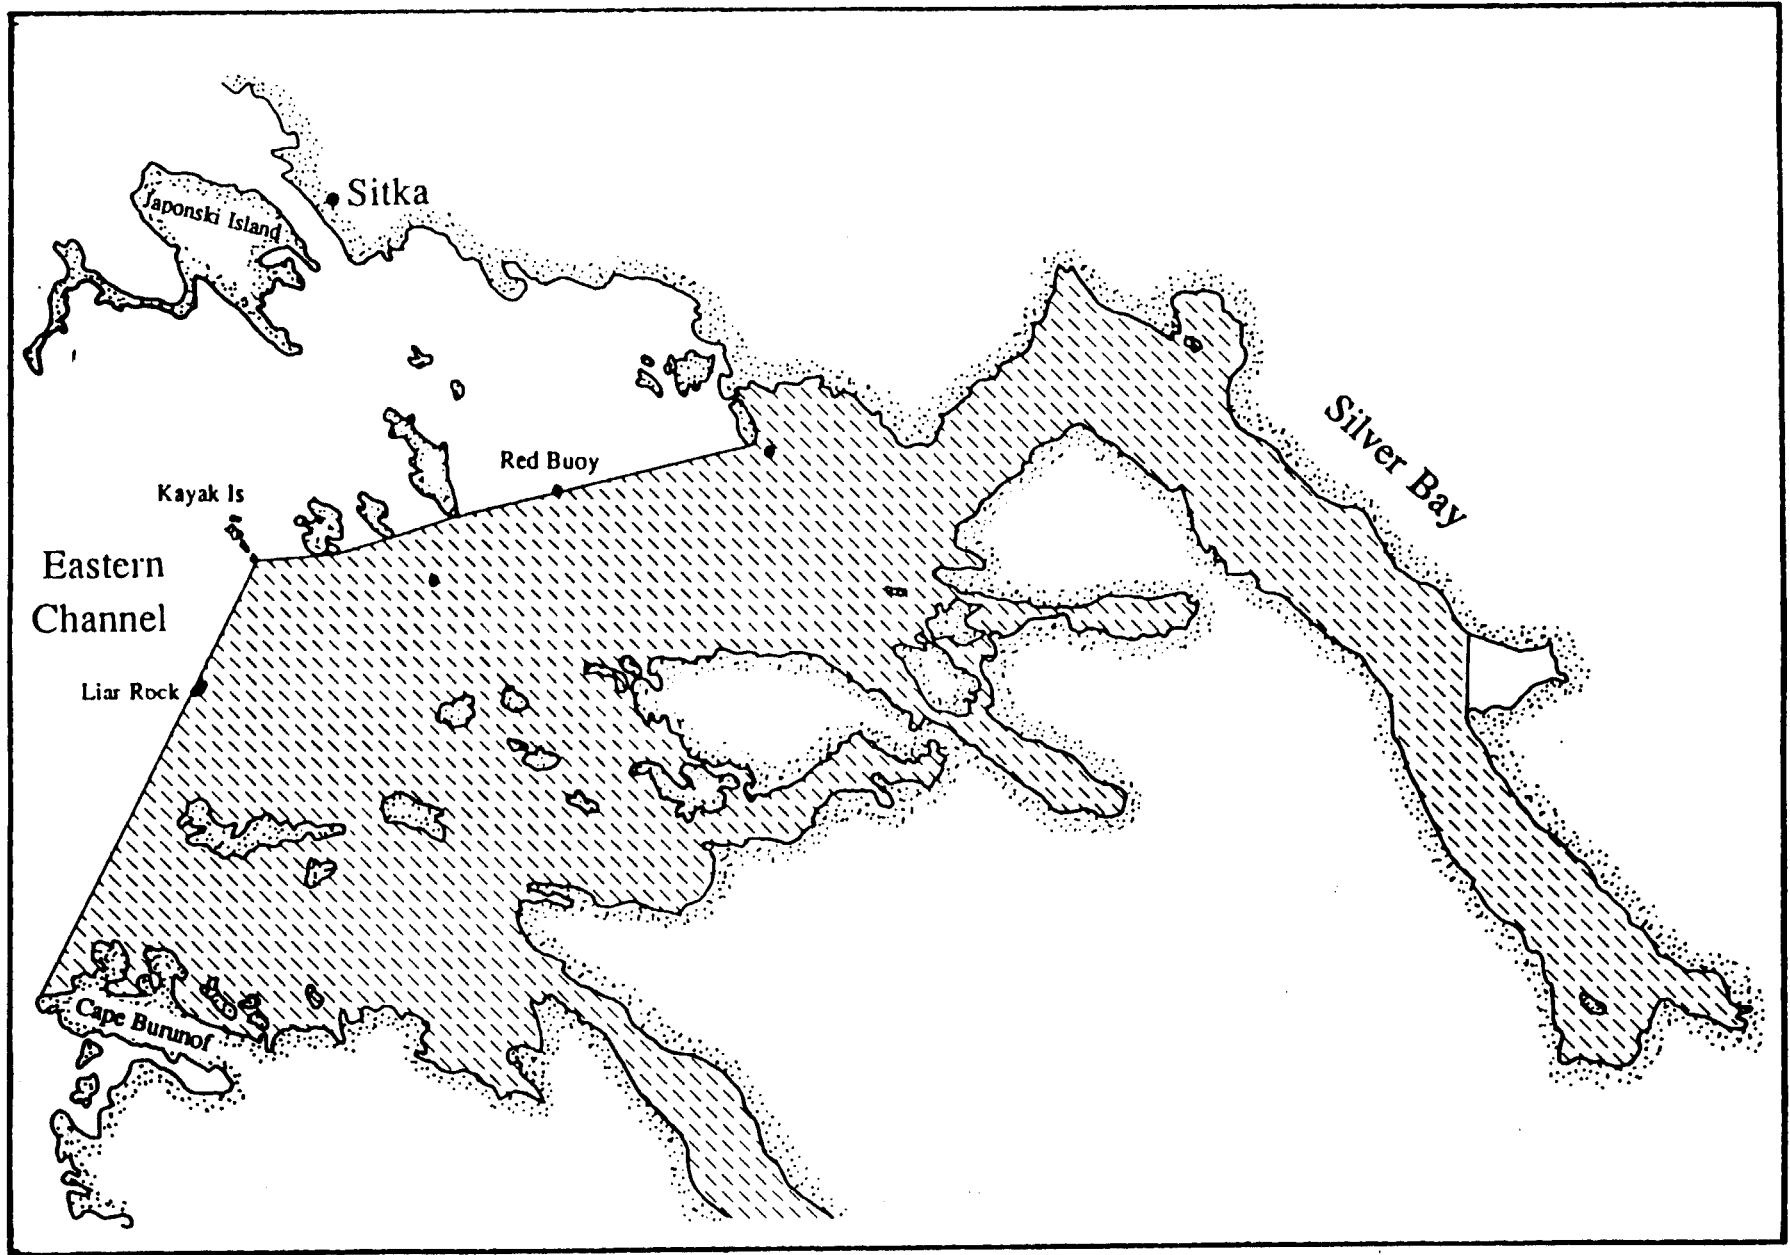 Sitka
Japonski Island
Silver Bay
Red Buoy
Kayak Is
Eastern
Channel
Liar Rock
Cape Burunof